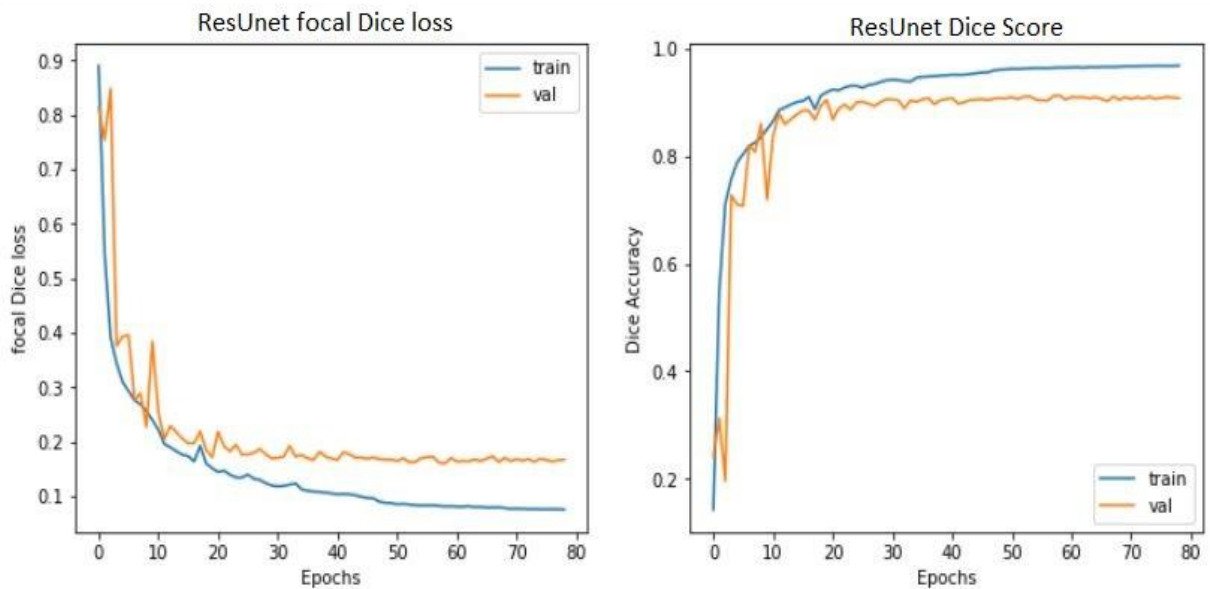 ResUnet focal Dice loss
0.9
0.8
0.7
0.6
0.5
0.4
0.3
0.2
0.1
focal Dice loss
train
val
0 10 20 30 40 50 60 70 80
Epochs
ResUnet Dice Score
1.0
0.8
0.6
0.4
0.2
Dice Accuracy
train
val
0 10 20 30 40 50 60 70 80
Epochs